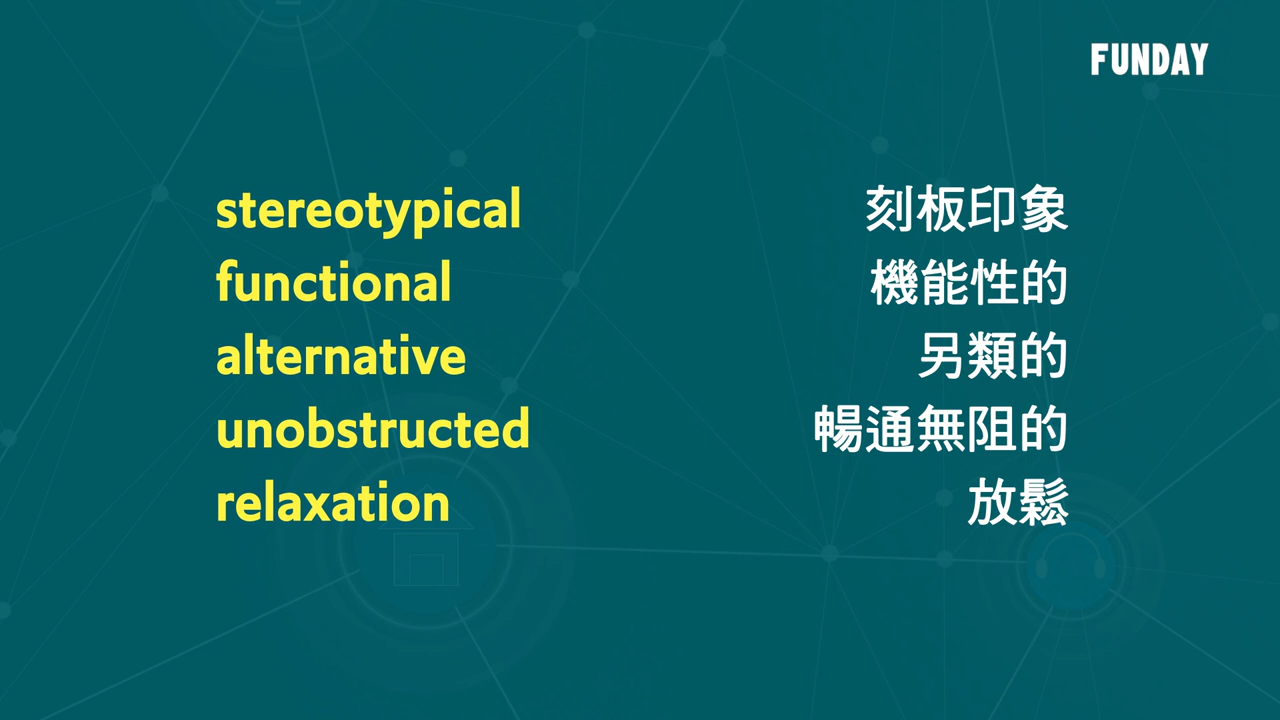 FUNDAY
stereotypical 刻板印象
functional 機能性的
alternative 另類的
unobstructed 暢通無阻的
relaxation 放鬆